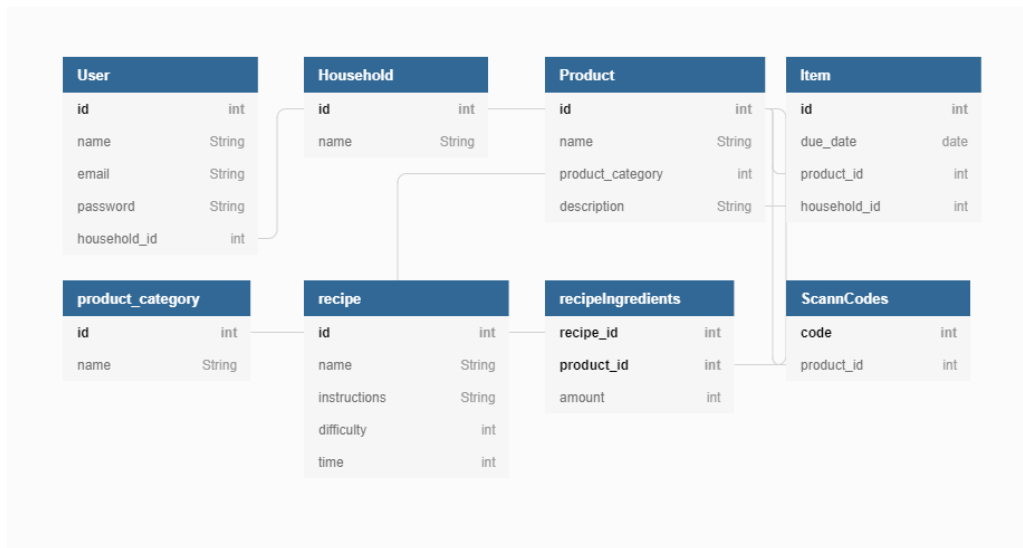 User
id int
name String
email String
password String
household_id int
Household
id int
name String
Product
id int
name String
product_category int
description String
Item
id int
due_date date
product_id int
household_id int
product_category
id int
name String
recipe
id int
name String
instructions String
difficulty int
time int
recipeIngredients
recipe_id int
product_id int
amount int
ScannCodes
code int
product_id int